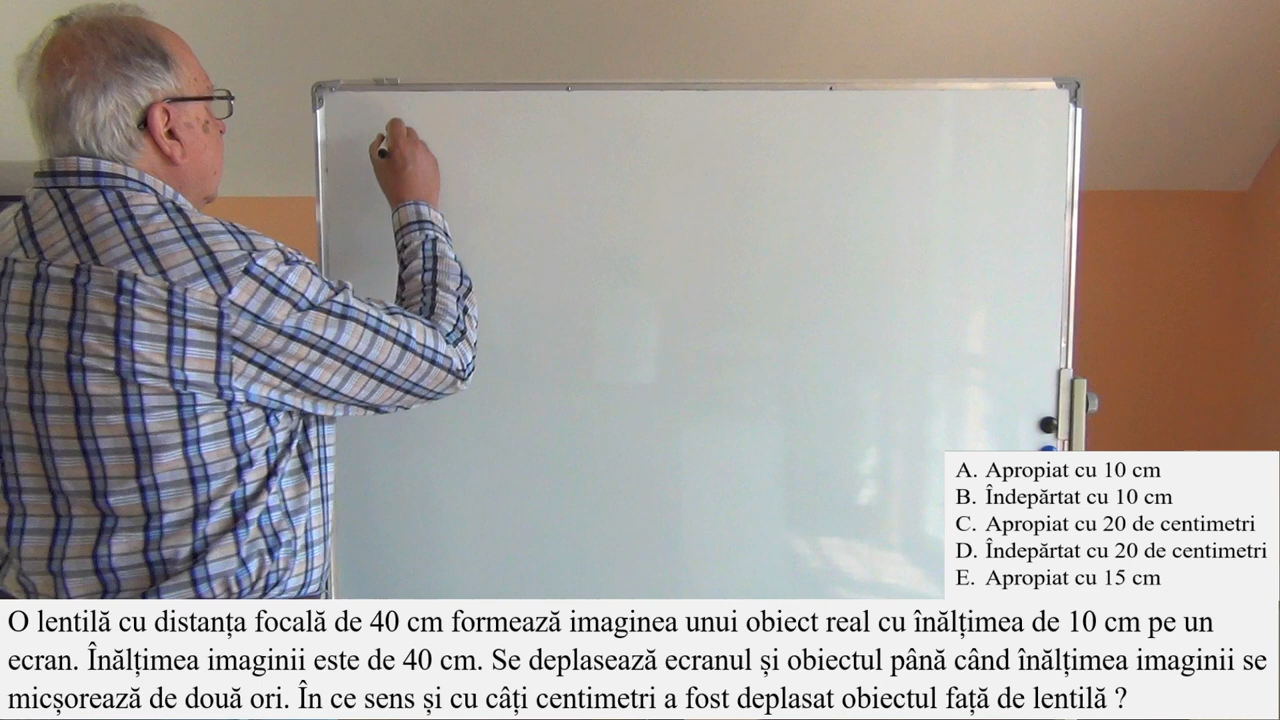 A. Apropiat cu 10 cm
B. Îndepărtat cu 10 cm
C. Apropiat cu 20 de centimetri
D. Îndepărtat cu 20 de centimetri
E. Apropiat cu 15 cm
O lentilă cu distanța focală de 40 cm formează imaginea unui obiect real cu înălțimea de 10 cm pe un
ecran. Înălțimea imaginii este de 40 cm. Se deplasează ecranul și obiectul până când înălțimea imaginii se
micșorează de două ori. În ce sens și cu câți centimetri a fost deplasat obiectul față de lentilă ?